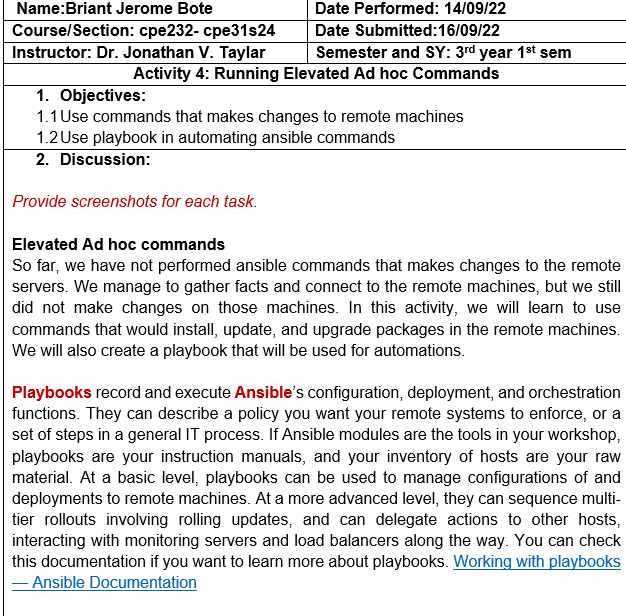 Name:Briant Jerome Bote
Date Performed: 14/09/22
Course/Section: cpe232- cpe31s24
Date Submitted:16/09/22
Instructor: Dr. Jonathan V. Taylar
Semester and SY: 3rd year 1st sem
Activity 4: Running Elevated Ad hoc Commands
1. Objectives:
1.1Use commands that makes changes to remote machines
1.2Use playbook in automating ansible commands
2. Discussion:
Provide screenshots for each task.
Elevated Ad hoc commands
So far, we have not performed ansible commands that makes changes to the remote
servers. We manage to gather facts and connect to the remote machines, but we still
did not make changes on those machines. In this activity, we will learn to use
commands that would install, update, and upgrade packages in the remote machines.
We will also create a playbook that will be used for automations.
Playbooks record and execute Ansible's configuration, deployment, and orchestration
functions. They can describe a policy you want your remote systems to enforce, or a
set of steps in a general IT process. If Ansible modules are the tools in your workshop,
playbooks are your instruction manuals, and your inventory of hosts are your raw
material. At a basic level, playbooks can be used to manage configurations of and
deployments to remote machines. At a more advanced level, they can sequence multi-
tier rollouts involving rolling updates, and can delegate actions to other hosts,
interacting with monitoring servers and load balancers along the way. You can check
this documentation if you want to learn more about playbooks. Working with playbooks
— Ansible Documentation